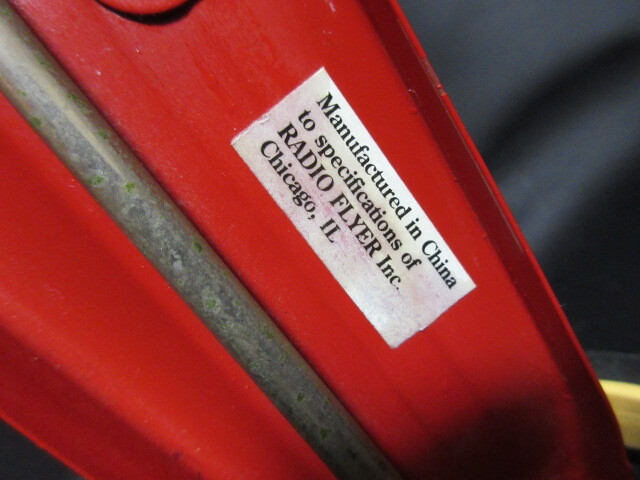 Manufactured in China
to specifications of
RADIO FLYER Inc.
Chicago, IL